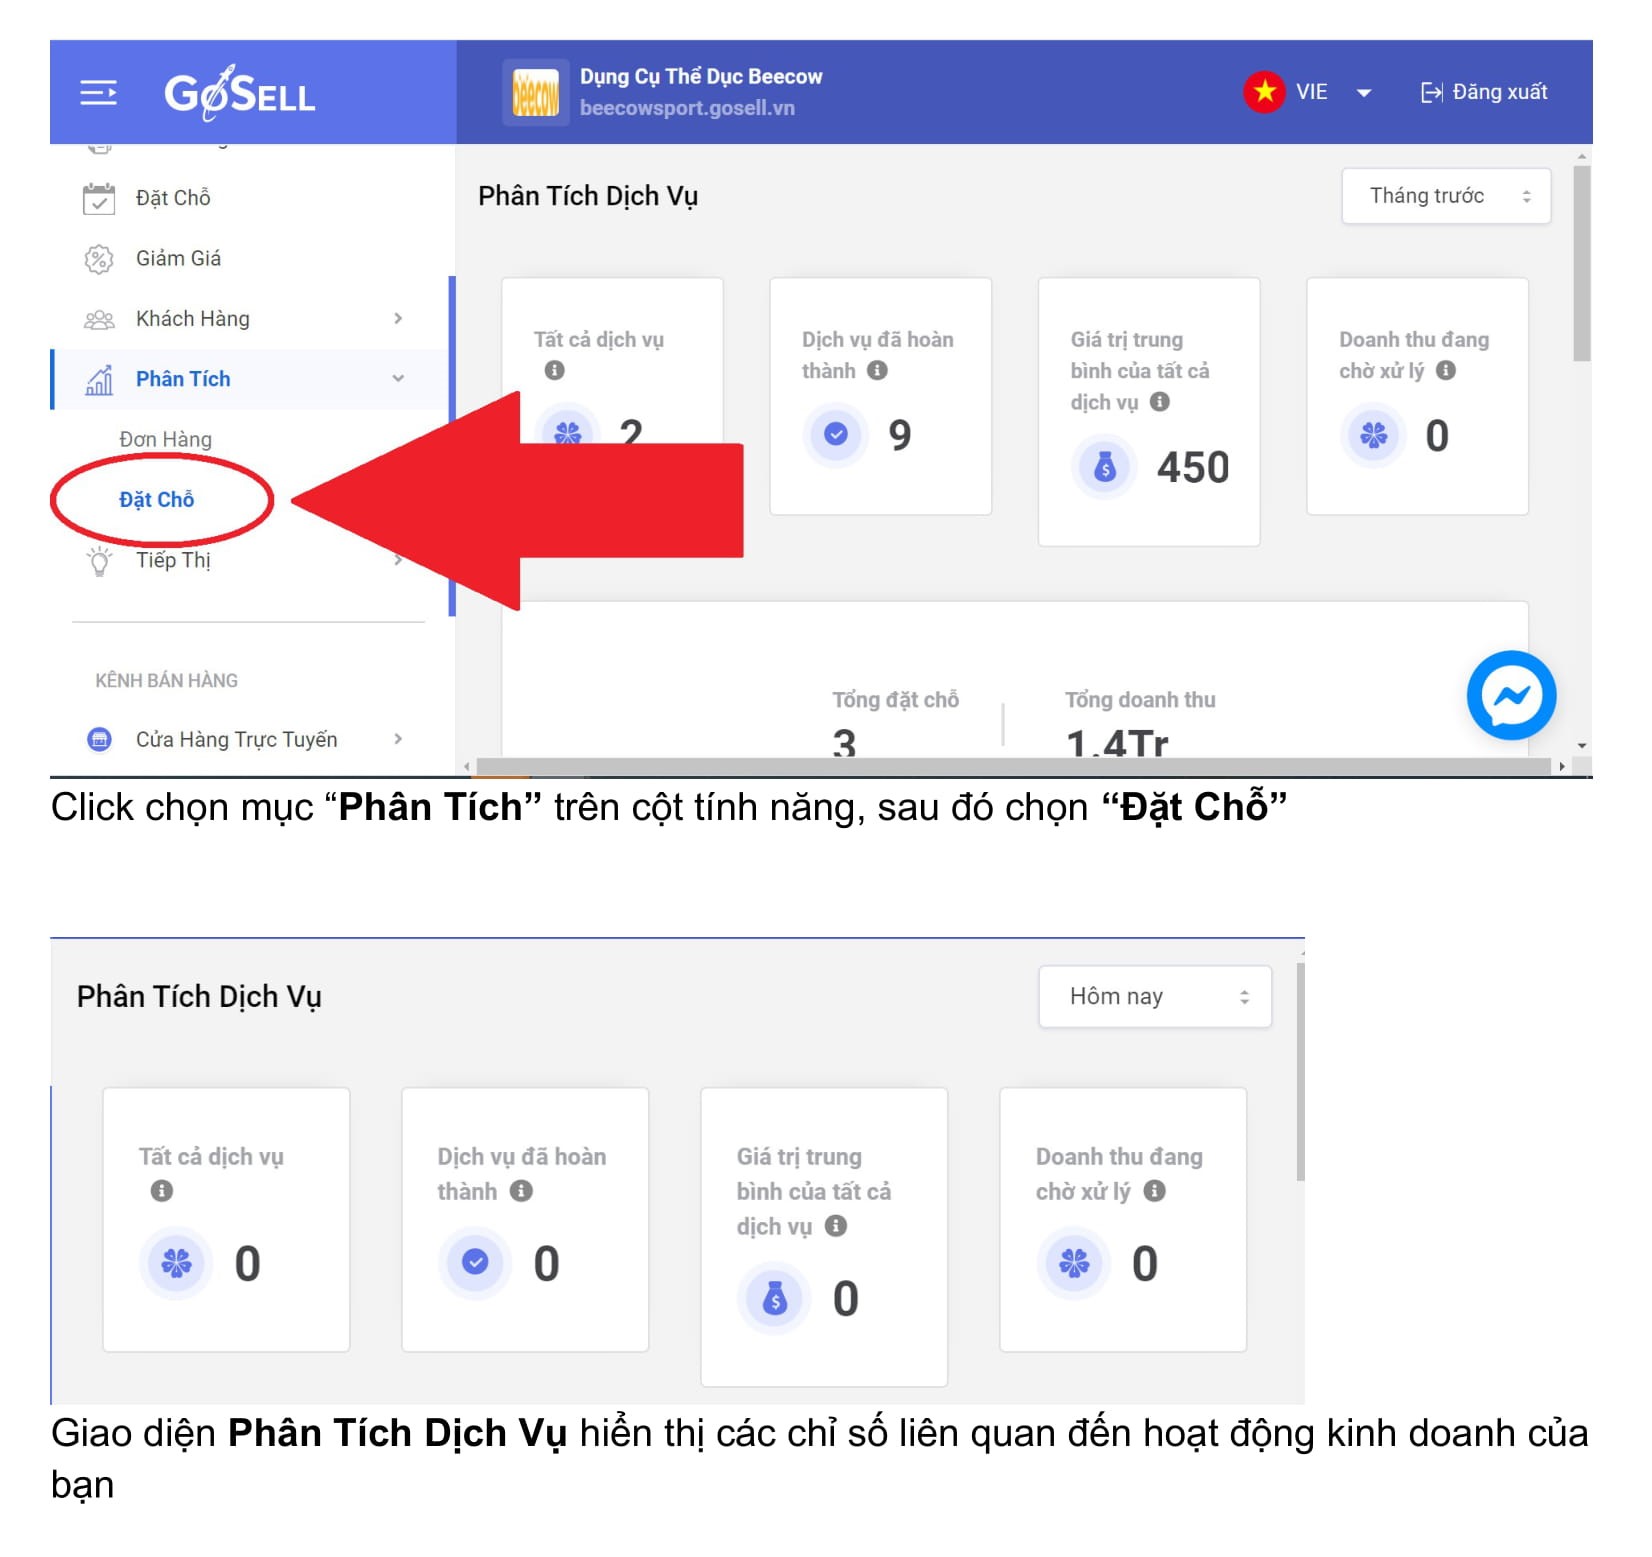 GoSELL
Dụng Cụ Thể Dục Beecow
beecowsport.gosell.vn
VIE
Đăng xuất
beecow
Đặt Chỗ
Giảm Giá
Khách Hàng
Phân Tích
Đơn Hàng
Đặt Chỗ
Tiếp Thị
KÊNH BÁN HÀNG
Cửa Hàng Trực Tuyến
Phân Tích Dịch Vụ
Tháng trước
Tất cả dịch vụ
2
Dịch vụ đã hoàn
thành
9
Giá trị trung
bình của tất cả
dịch vụ
450
Doanh thu đang
chờ xử lý
0
Tổng đặt chỗ
3
Tổng doanh thu
1.4Tr
Click chọn mục “Phân Tích” trên cột tính năng, sau đó chọn “Đặt Chỗ”
Phân Tích Dịch Vụ
Hôm nay
Tất cả dịch vụ
0
Dịch vụ đã hoàn
thành
0
Giá trị trung
bình của tất cả
dịch vụ
0
Doanh thu đang
chờ xử lý
0
Giao diện Phân Tích Dịch Vụ hiển thị các chỉ số liên quan đến hoạt động kinh doanh của
bạn